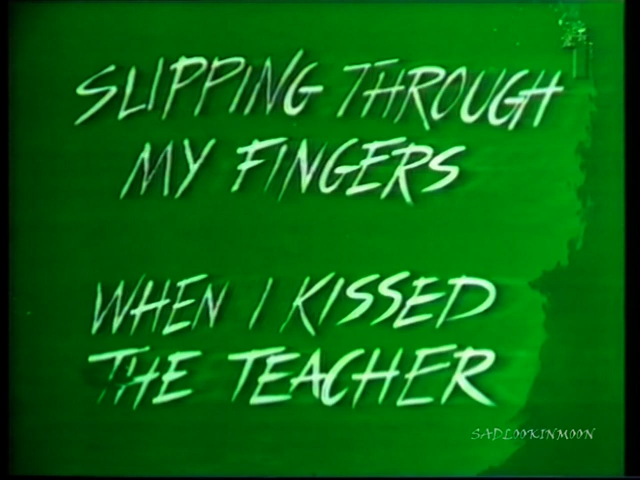 SLIPPING THROUGH
MY FINGERS
WHEN I KISSED
THE TEACHER
SADLOOKINMOON